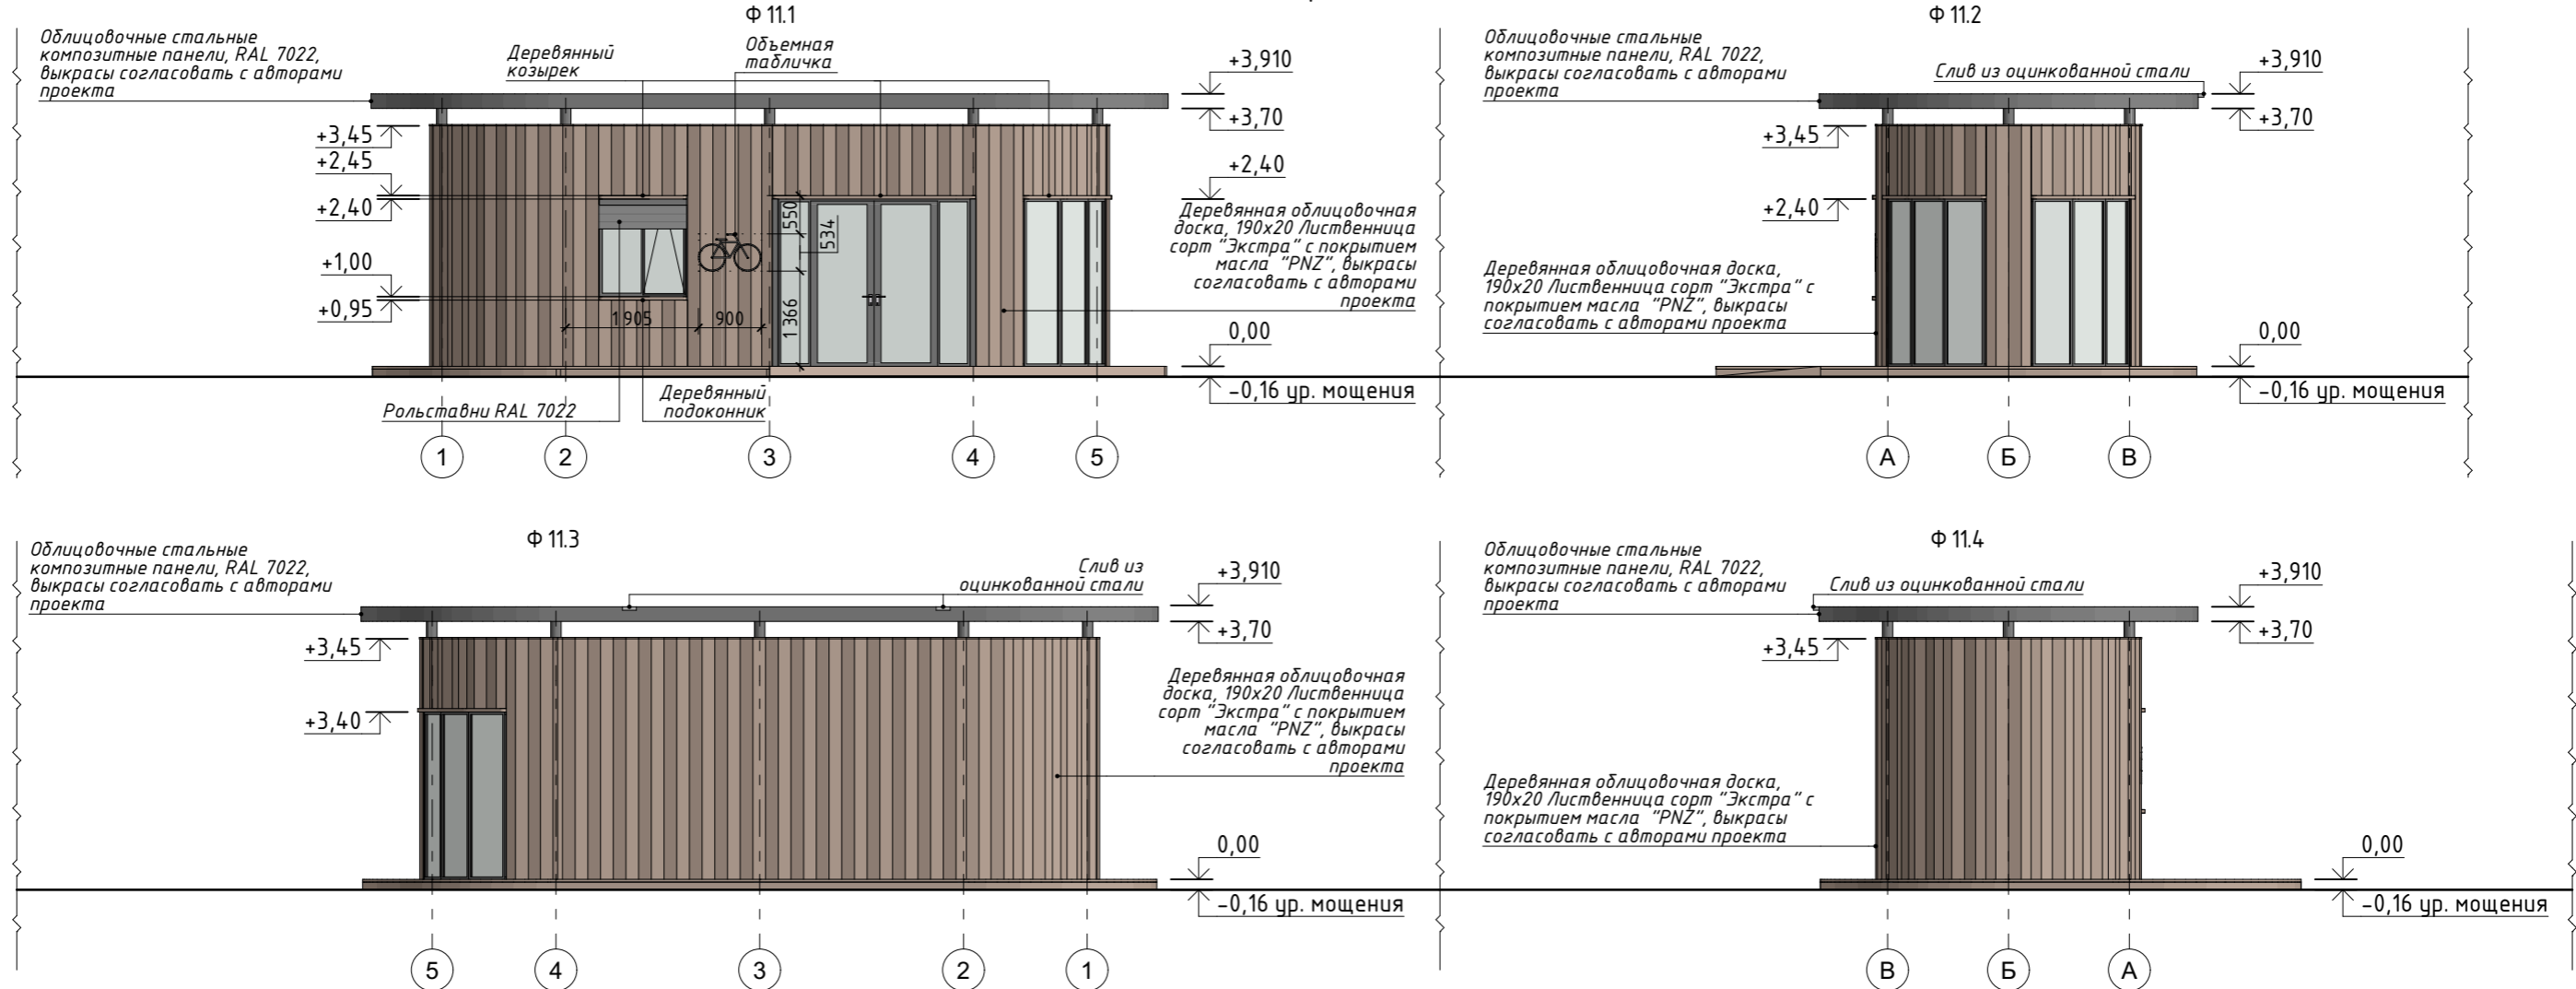 Ф 11.1
Облицовочные стальные
композитные панели, RAL 7022,
выкрасы согласовать с авторами
проекта
Деревянный
козырек
Объемная
табличка
+3,910
+3,70
+3,45
+2,45
+2,40
+2,40
+1,00
+0,95
550
534
1 366
1 905
900
Деревянная облицовочная
доска, 190х20 Лиственница
сорт "Экстра" с покрытием
масла "PNZ", выкрасы
согласовать с авторами
проекта
0,00
-0,16 ур. мощения
Рольставни RAL 7022
Деревянный
подоконник
1
2
3
4
5
Ф 11.2
Облицовочные стальные
композитные панели, RAL 7022,
выкрасы согласовать с авторами
проекта
Слив из оцинкованной стали
+3,910
+3,70
+3,45
+2,40
Деревянная облицовочная доска,
190х20 Лиственница сорт "Экстра" с
покрытием масла "PNZ", выкрасы
согласовать с авторами проекта
0,00
-0,16 ур. мощения
А
Б
В
Ф 11.3
Облицовочные стальные
композитные панели, RAL 7022,
выкрасы согласовать с авторами
проекта
Слив из
оцинкованной стали
+3,910
+3,70
+3,45
+3,40
Деревянная облицовочная
доска, 190х20 Лиственница
сорт "Экстра" с покрытием
масла "PNZ", выкрасы
согласовать с авторами
проекта
0,00
-0,16 ур. мощения
5
4
3
2
1
Ф 11.4
Облицовочные стальные
композитные панели, RAL 7022,
выкрасы согласовать с авторами
проекта
Слив из оцинкованной стали
+3,910
+3,70
+3,45
Деревянная облицовочная доска,
190х20 Лиственница сорт "Экстра" с
покрытием масла "PNZ", выкрасы
согласовать с авторами проекта
0,00
-0,16 ур. мощения
В
Б
А